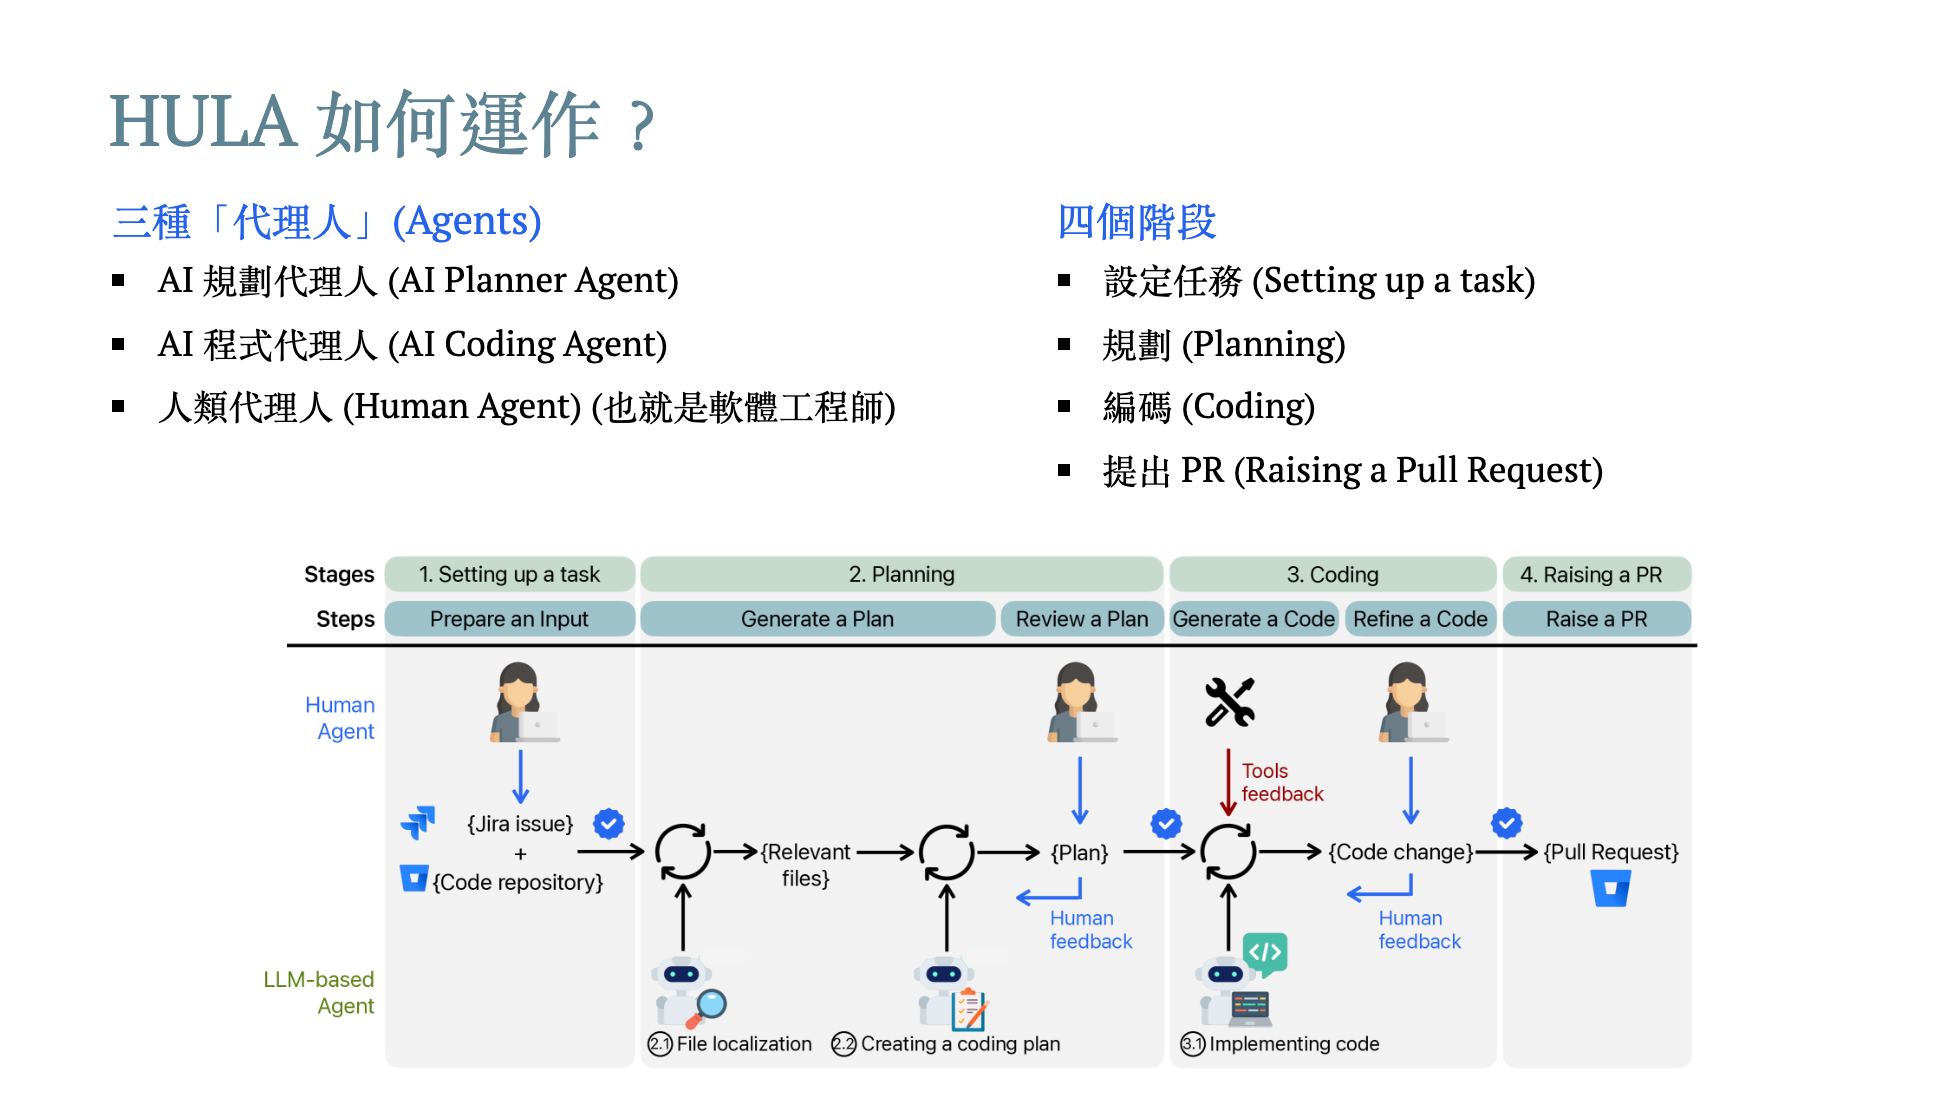 HULA 如何運作？
三種「代理人」(Agents)
▪ AI 規劃代理人 (AI Planner Agent)
▪ AI 程式代理人 (AI Coding Agent)
▪ 人類代理人 (Human Agent) (也就是軟體工程師)
四個階段
▪ 設定任務 (Setting up a task)
▪ 規劃 (Planning)
▪ 編碼 (Coding)
▪ 提出 PR (Raising a Pull Request)
Stages 1. Setting up a task 2. Planning 3. Coding 4. Raising a PR
Steps Prepare an Input Generate a Plan Review a Plan Generate a Code Refine a Code Raise a PR
Human
Agent
Tools
feedback
{Jira issue}
+
{Code repository}
{Relevant
files}
{Plan}
{Code change}
{Pull Request}
Human
feedback
Human
feedback
</>
LLM-based
Agent
2.1 File localization
2.2 Creating a coding plan
3.1 Implementing code